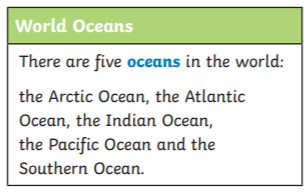 World Oceans
There are five oceans in the world:
the Arctic Ocean, the Atlantic
Ocean, the Indian Ocean,
the Pacific Ocean and the
Southern Ocean.